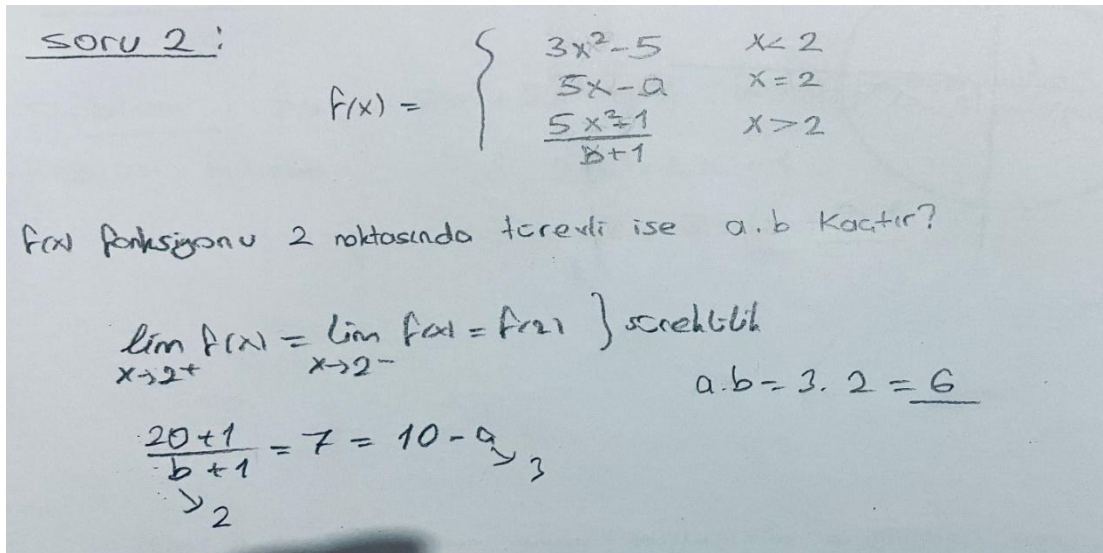 soru 2:
f(x) = { 3x²-5 x<2
5x-a x=2
5x²+1 x>2
b+1
f(x) fonksiyonu 2 noktasında türevli ise a.b kaçtır?
lim f(x) = lim f(x) = f(2) } süreklilik
x→2+ x→2-
a.b = 3. 2 = 6
20+1 = 7 = 10-a → 3
b+1
→ 2